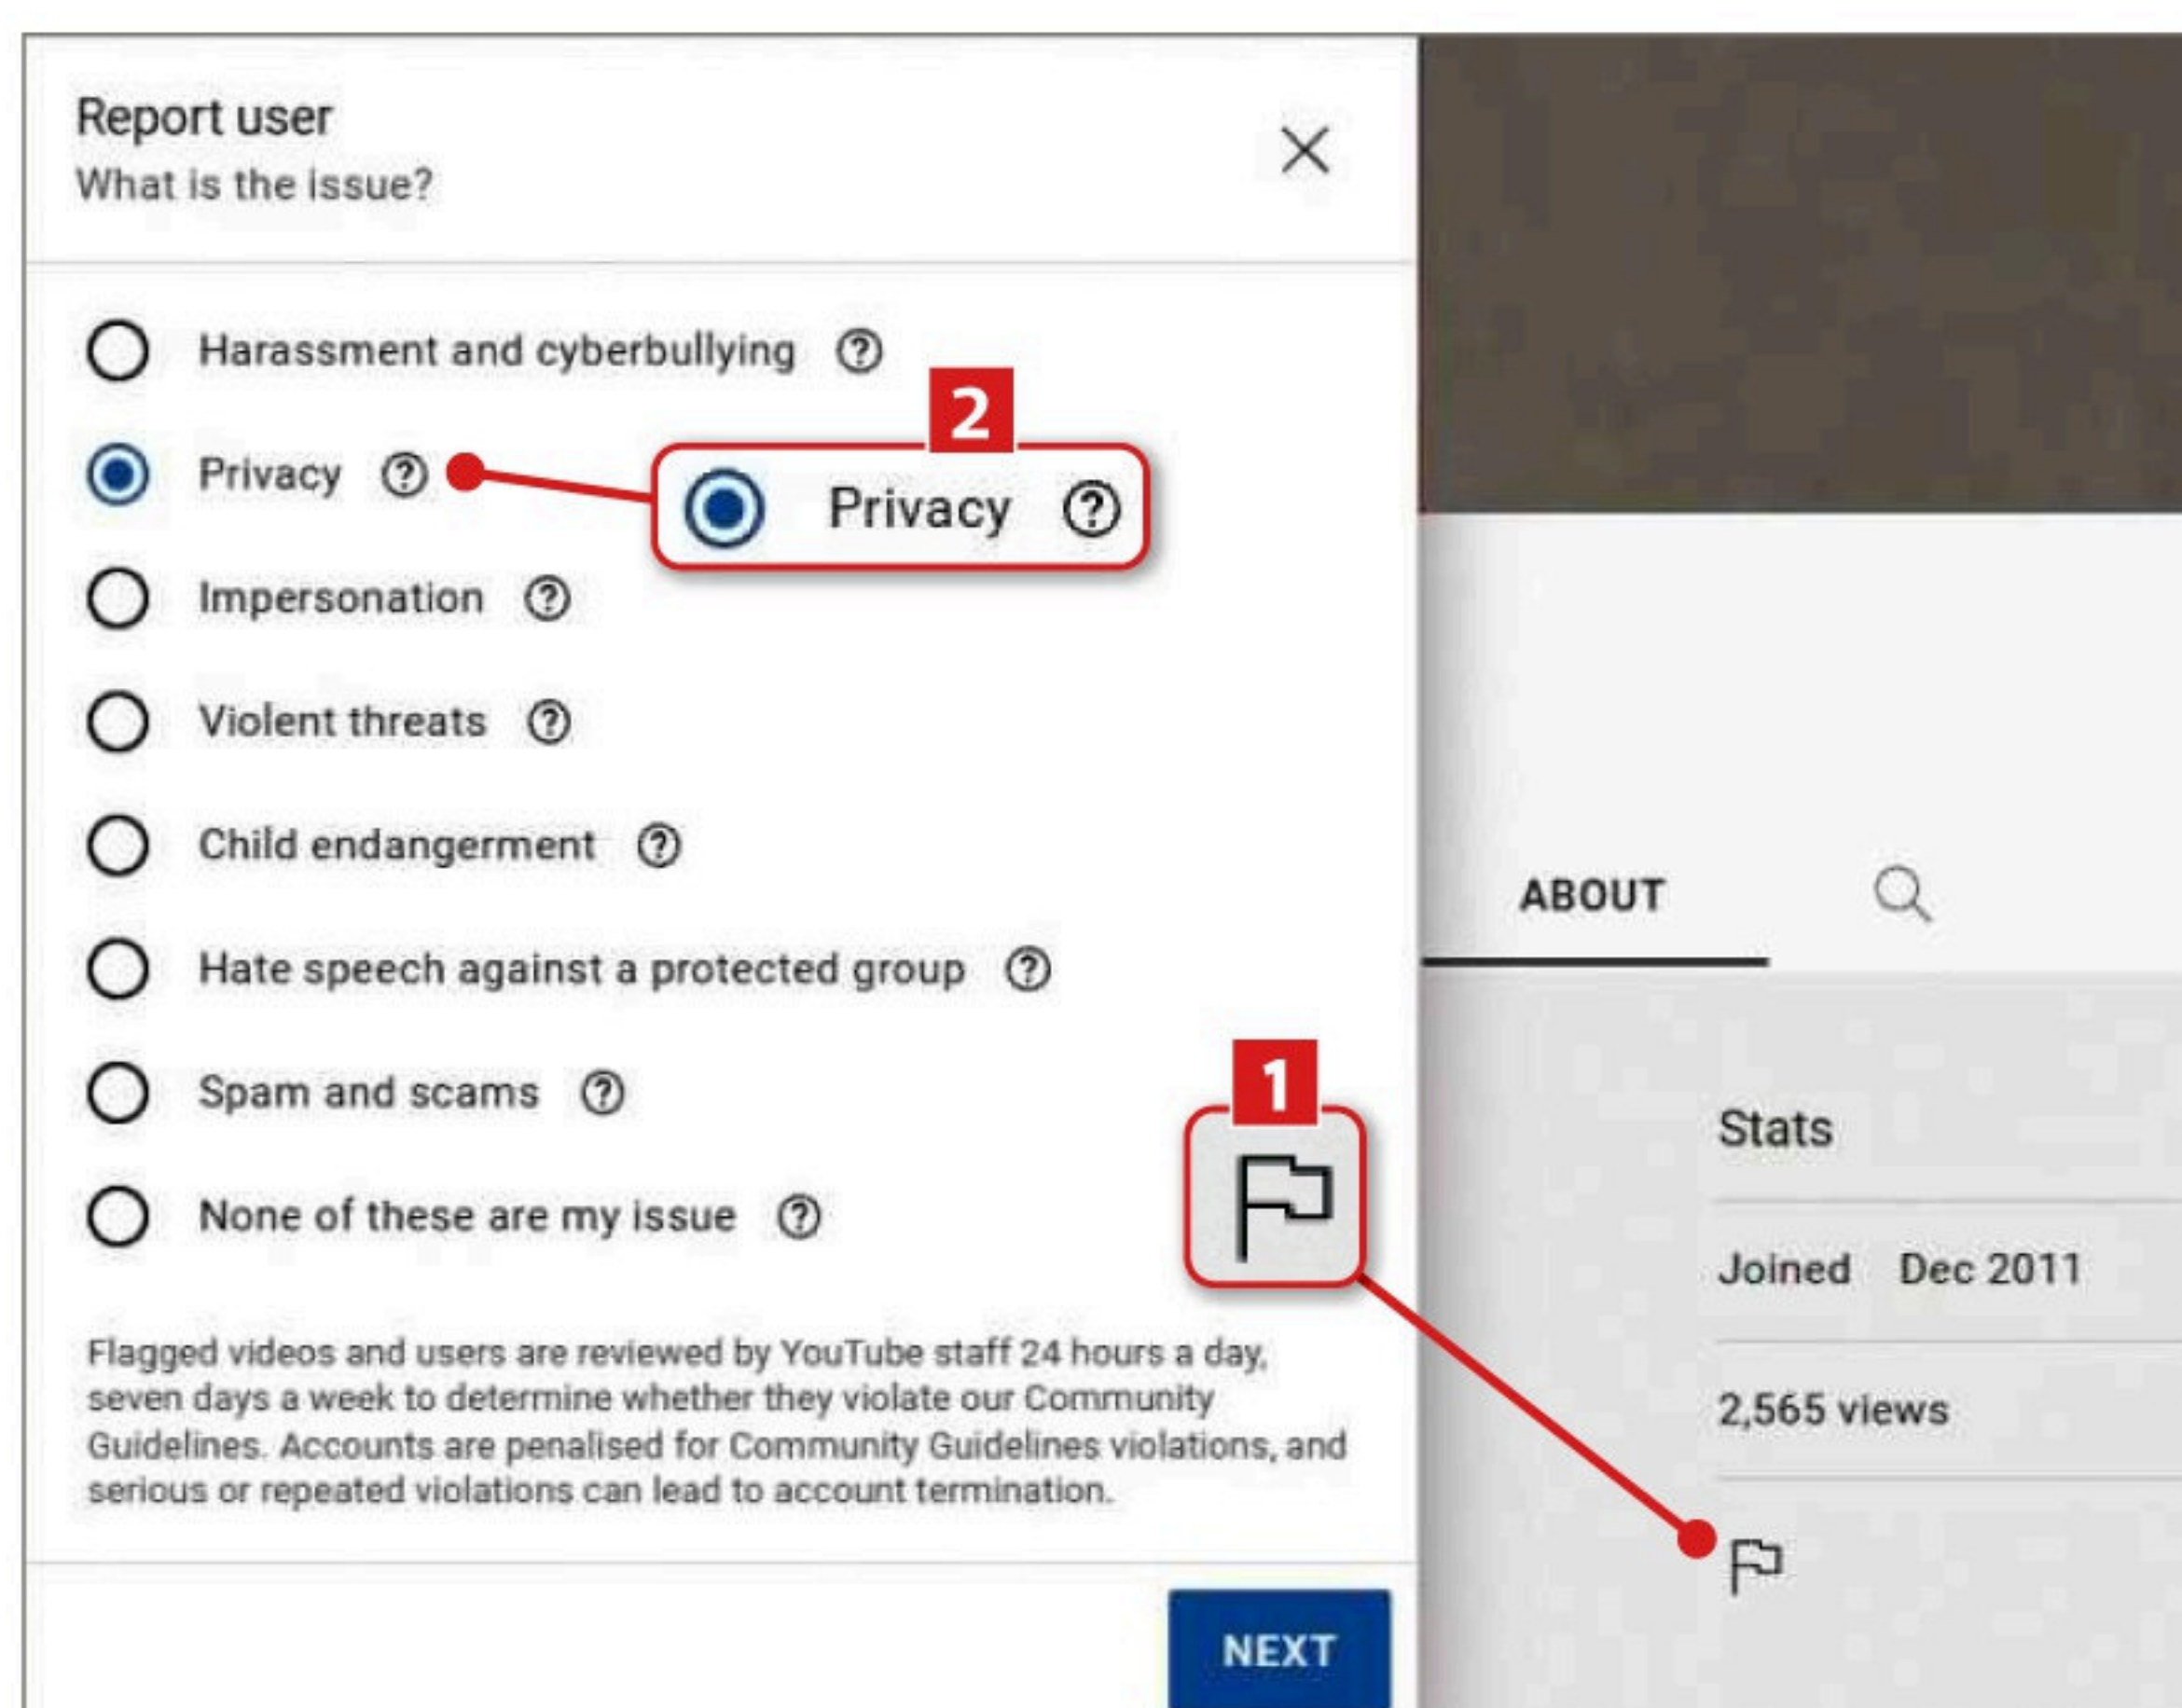 Report user
What is the issue?
Harassment and cyberbullying
2
Privacy
Privacy
Impersonation
Violent threats
Child endangerment
Hate speech against a protected group
Spam and scams
1
None of these are my issue
Flagged videos and users are reviewed by YouTube staff 24 hours a day,
seven days a week to determine whether they violate our Community
Guidelines. Accounts are penalised for Community Guidelines violations, and
serious or repeated violations can lead to account termination.
NEXT
ABOUT
Stats
Joined Dec 2011
2,565 views